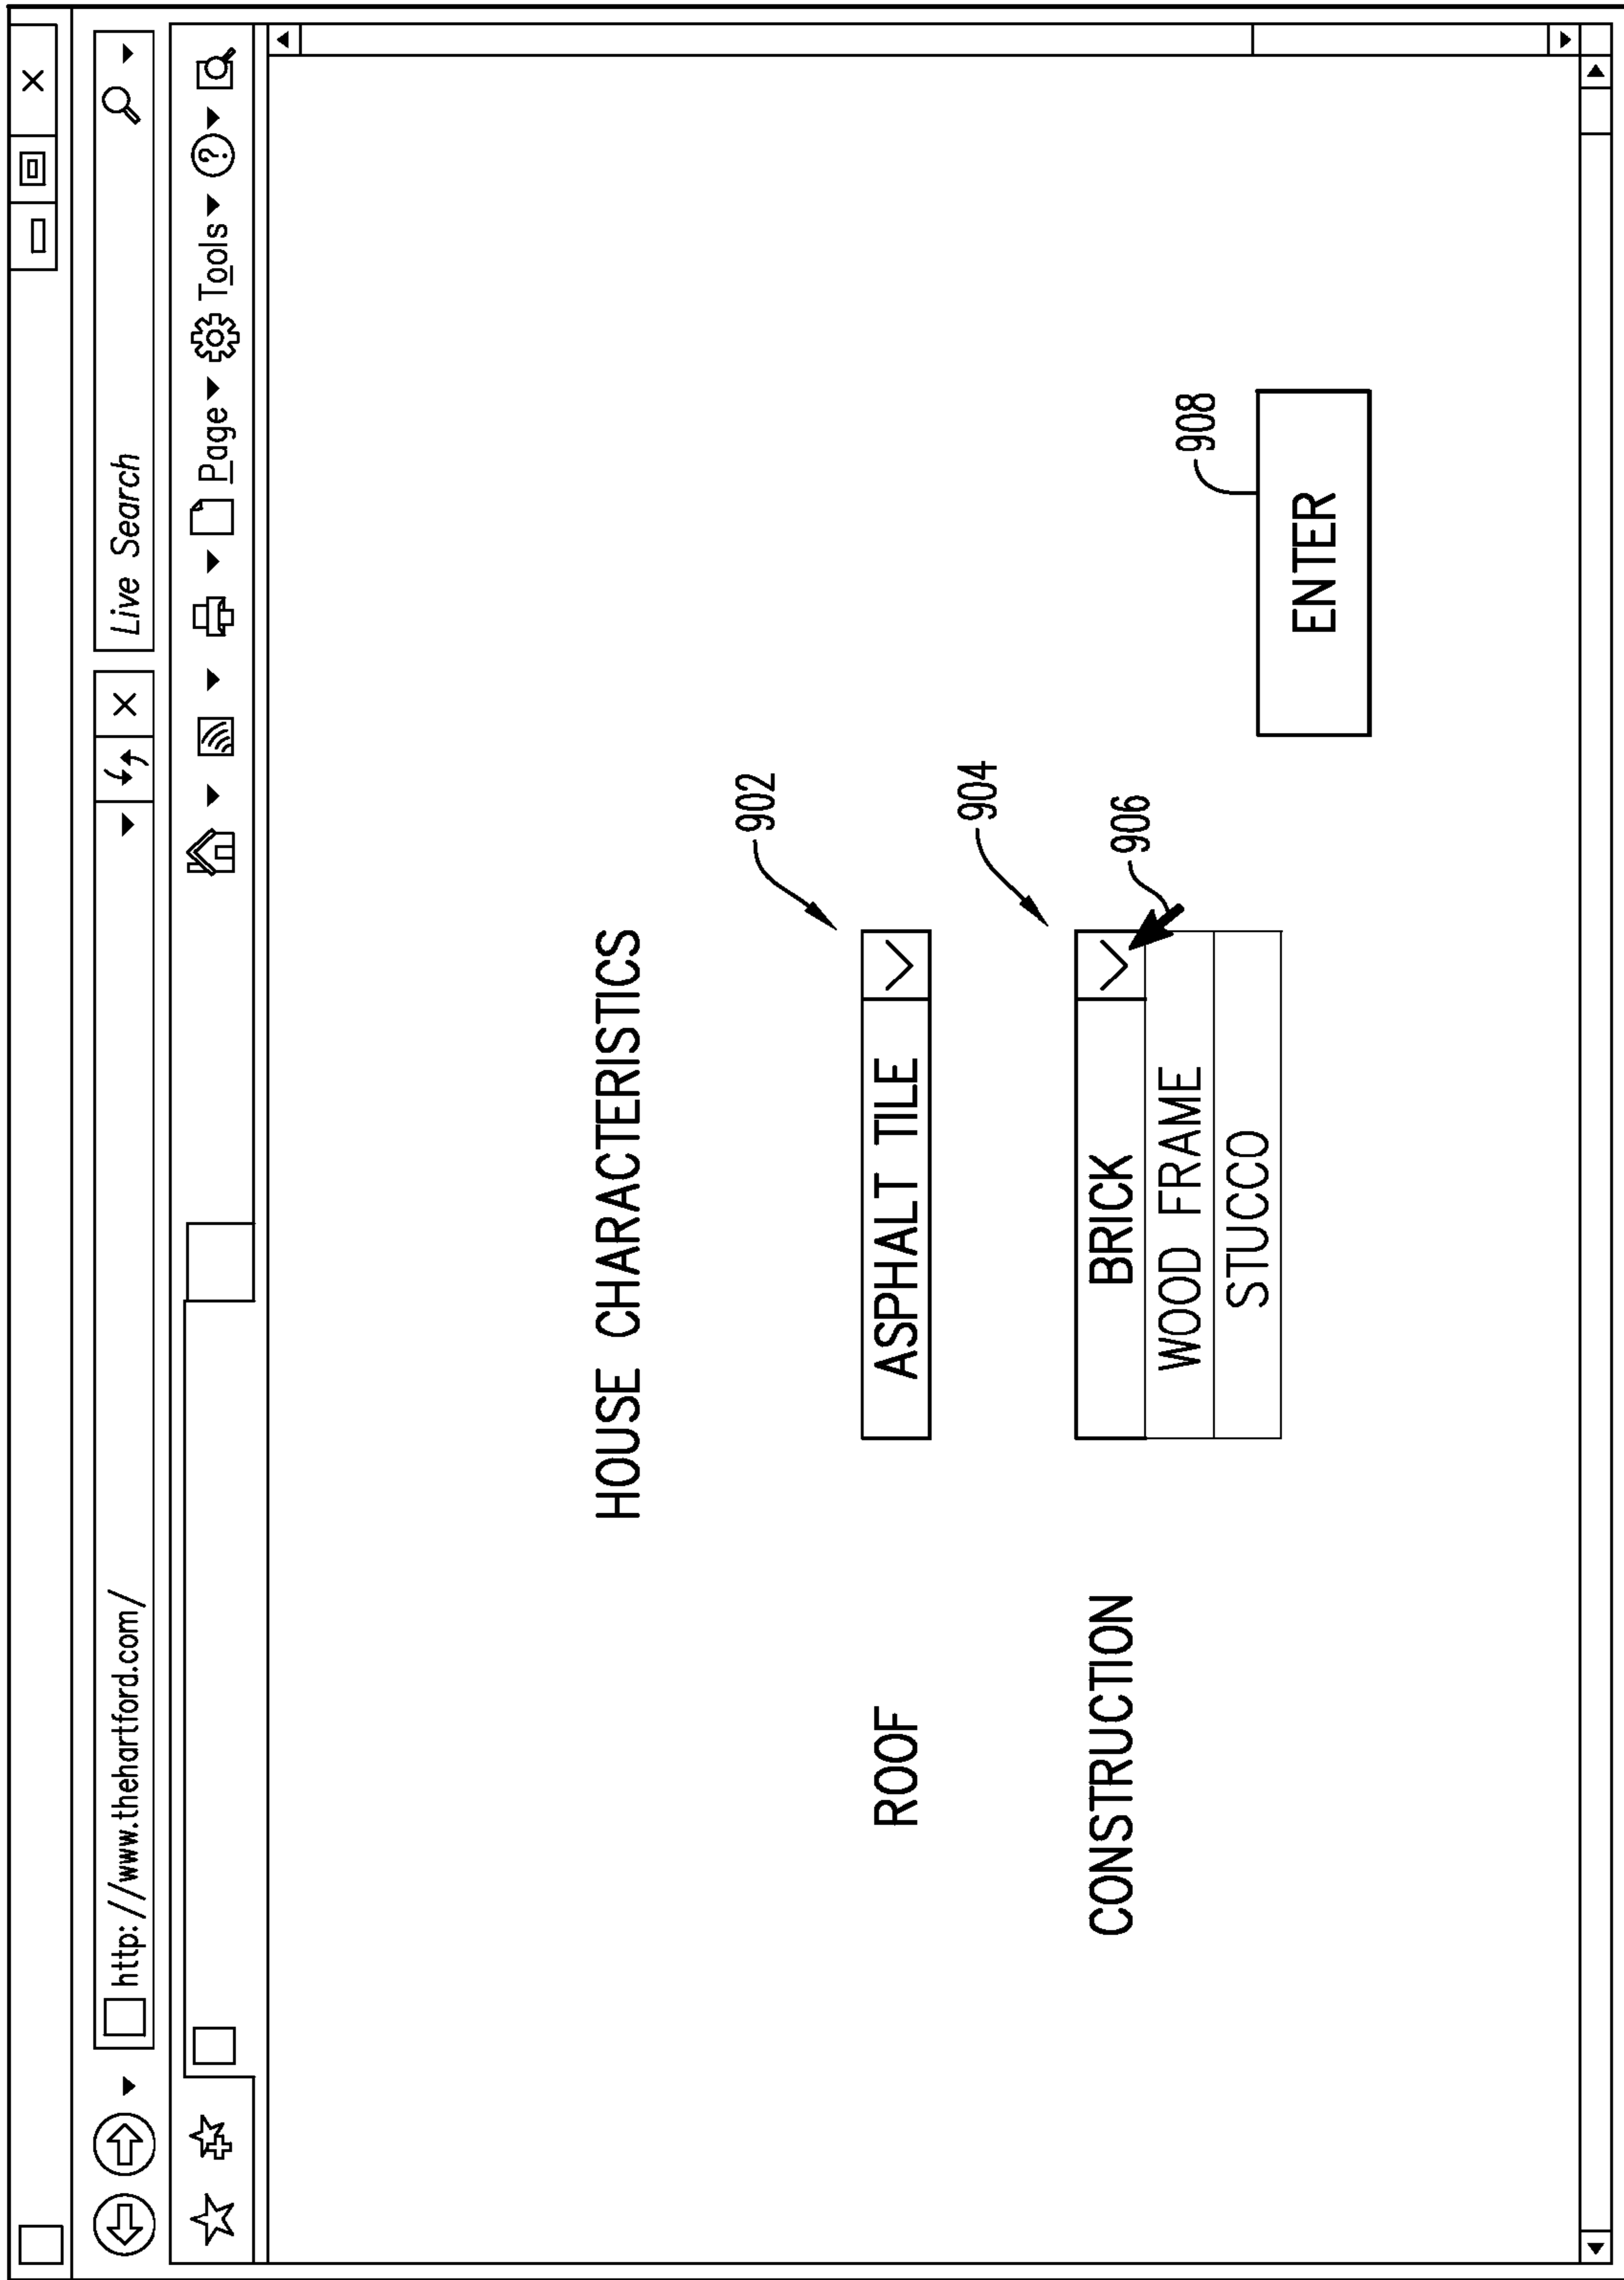 http://www.thehartford.com/
Live Search
Page Tools ?
HOUSE CHARACTERISTICS
902
ROOF ASPHALT TILE
904
CONSTRUCTION BRICK
906
WOOD FRAME
STUCCO
908
ENTER